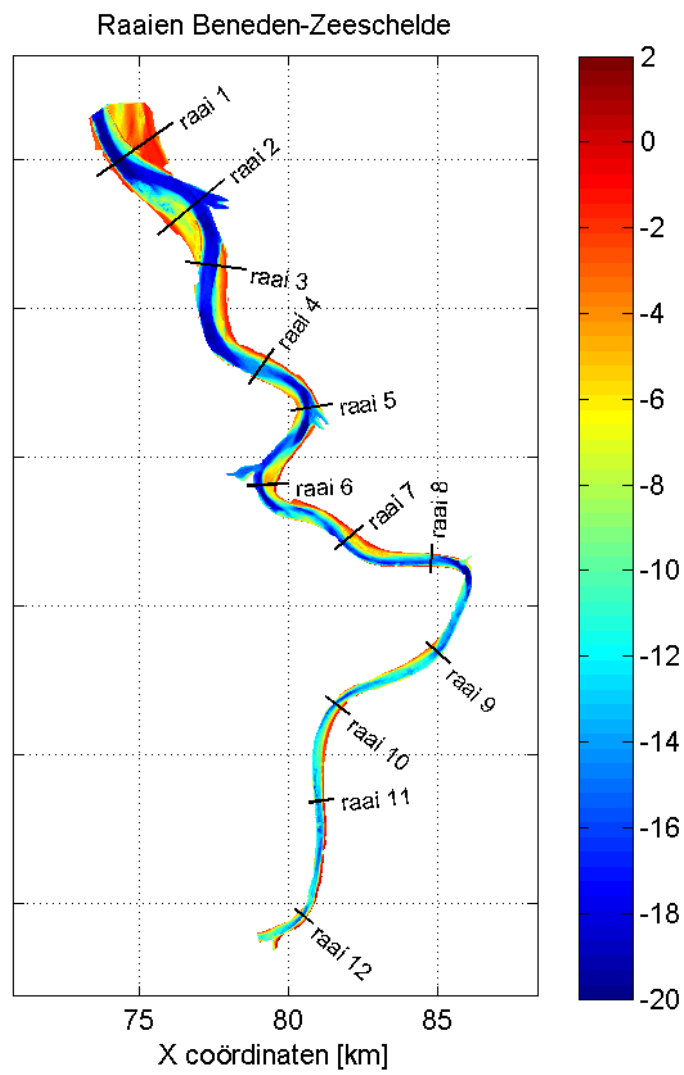 Raaien Beneden-Zeeschelde
raai 1
raai 2
raai 3
raai 4
raai 5
raai 6
raai 7
raai 8
raai 9
raai 10
raai 11
raai 12
75
80
85
X coördinaten [km]
2
0
-2
-4
-6
-8
-10
-12
-14
-16
-18
-20